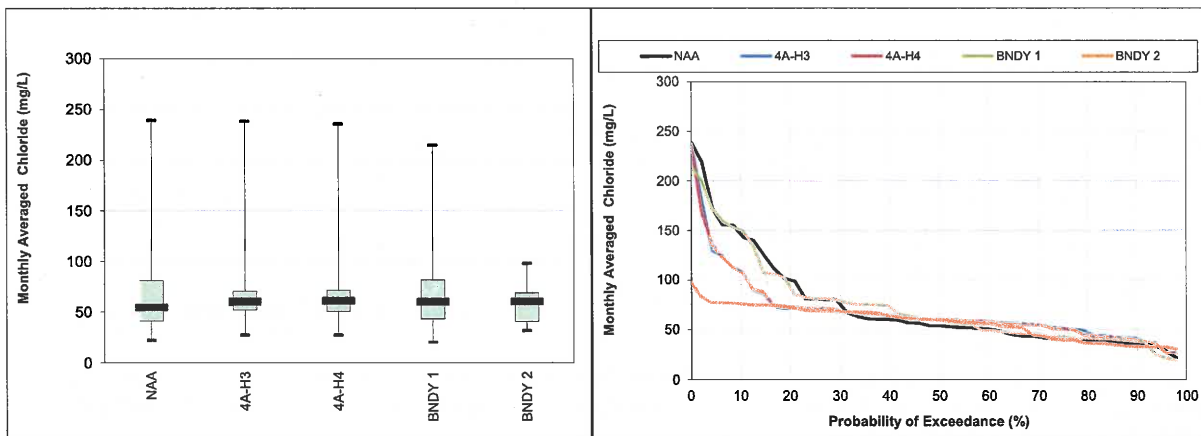 Monthly Averaged Chloride (mg/L)
300
250
200
150
100
50
0
NAA
4A-H3
4A-H4
BNDY 1
BNDY 2
NAA
4A-H3
4A-H4
BNDY 1
BNDY 2
Monthly Averaged Chloride (mg/L)
300
250
200
150
100
50
0
0
10
20
30
40
50
60
70
80
90
100
Probability of Exceedance (%)